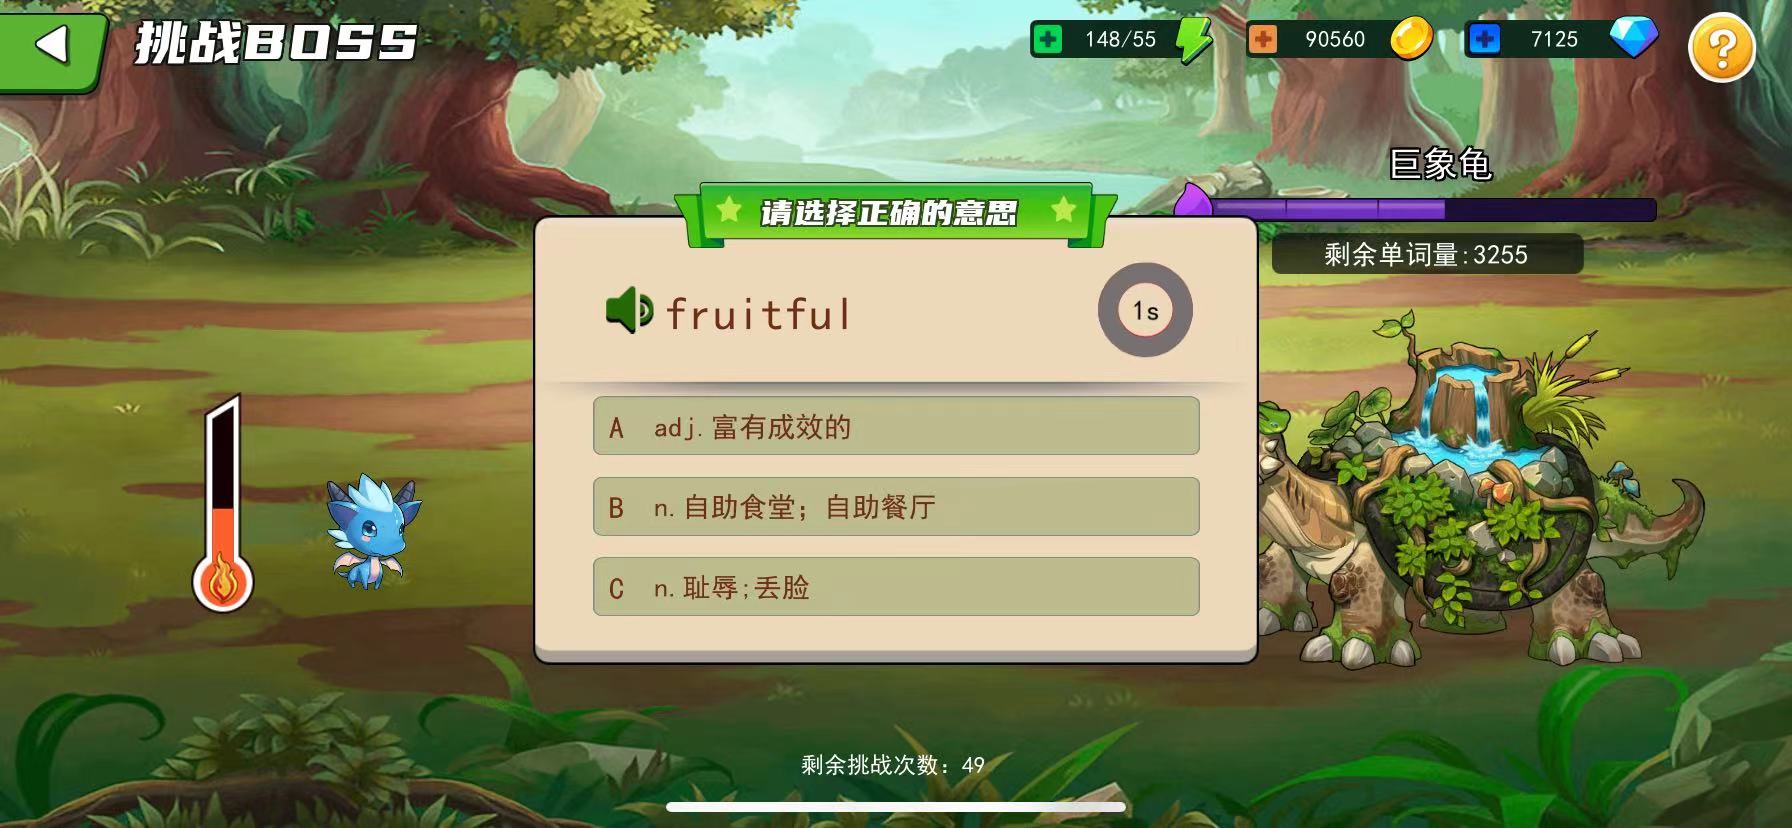 挑战BOSS
148/55
90560
7125
?
巨象龟
剩余单词量:3255
请选择正确的意思
fruitful
1s
A adj.富有成效的
B n.自助食堂；自助餐厅
C n.耻辱;丢脸
剩余挑战次数：49